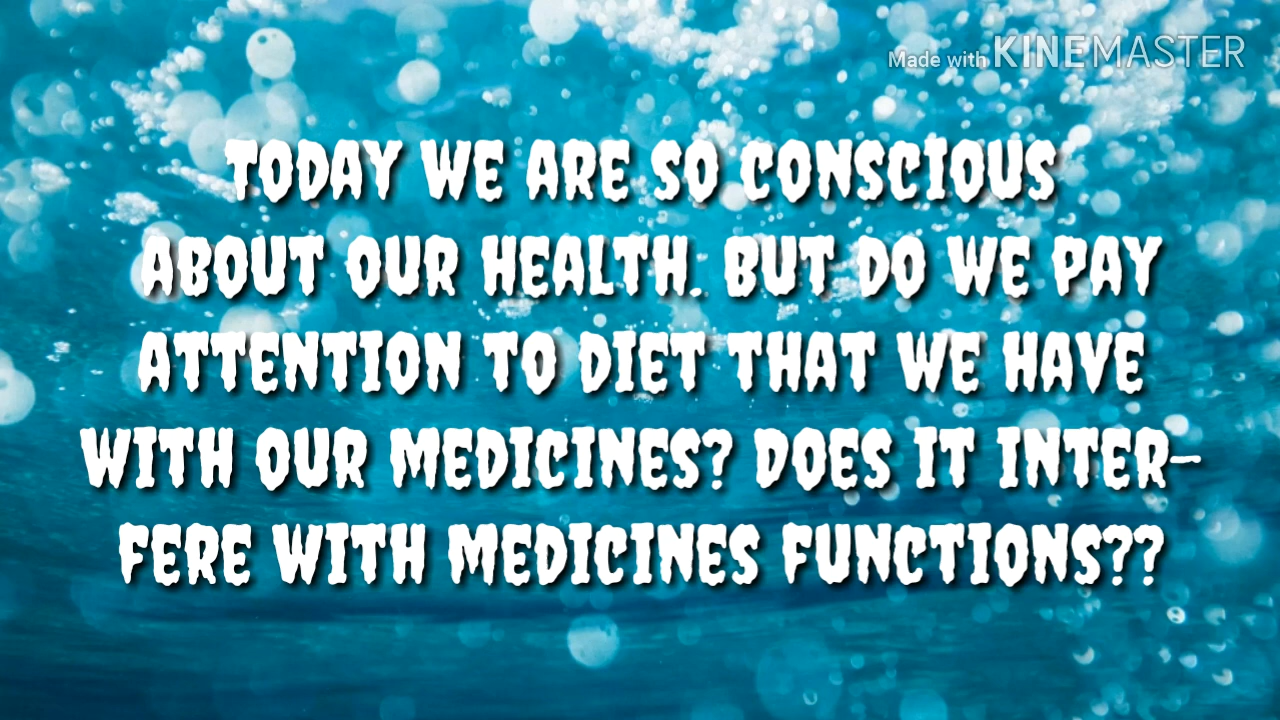 Made with KINEMASTER
TODAY WE ARE SO CONSCIOUS
ABOUT OUR HEALTH. BUT DO WE PAY
ATTENTION TO DIET THAT WE HAVE
WITH OUR MEDICINES? DOES IT INTER-
FERE WITH MEDICINES FUNCTIONS??